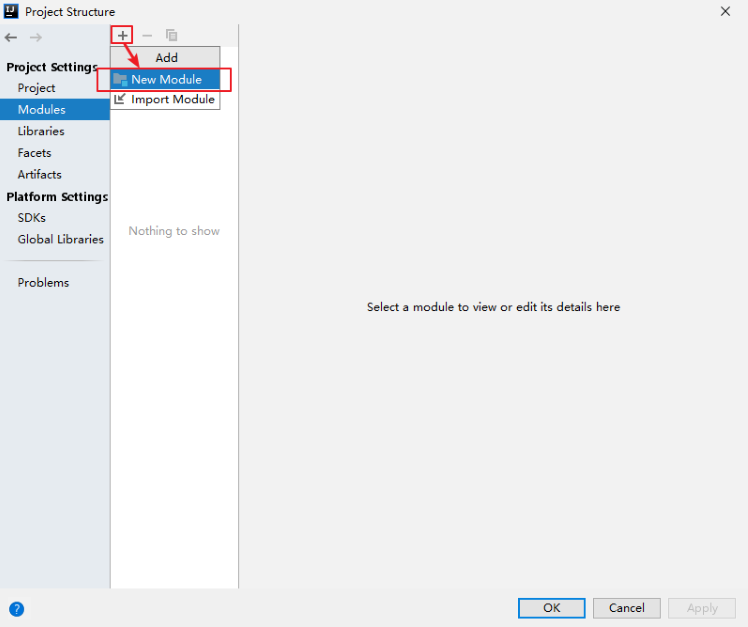 IJ
Project Structure
Project Settings
Project
Modules
Libraries
Facets
Artifacts
Platform Settings
SDKs
Global Libraries
Problems
Add
New Module
Import Module
Nothing to show
Select a module to view or edit its details here
?
OK
Cancel
Apply